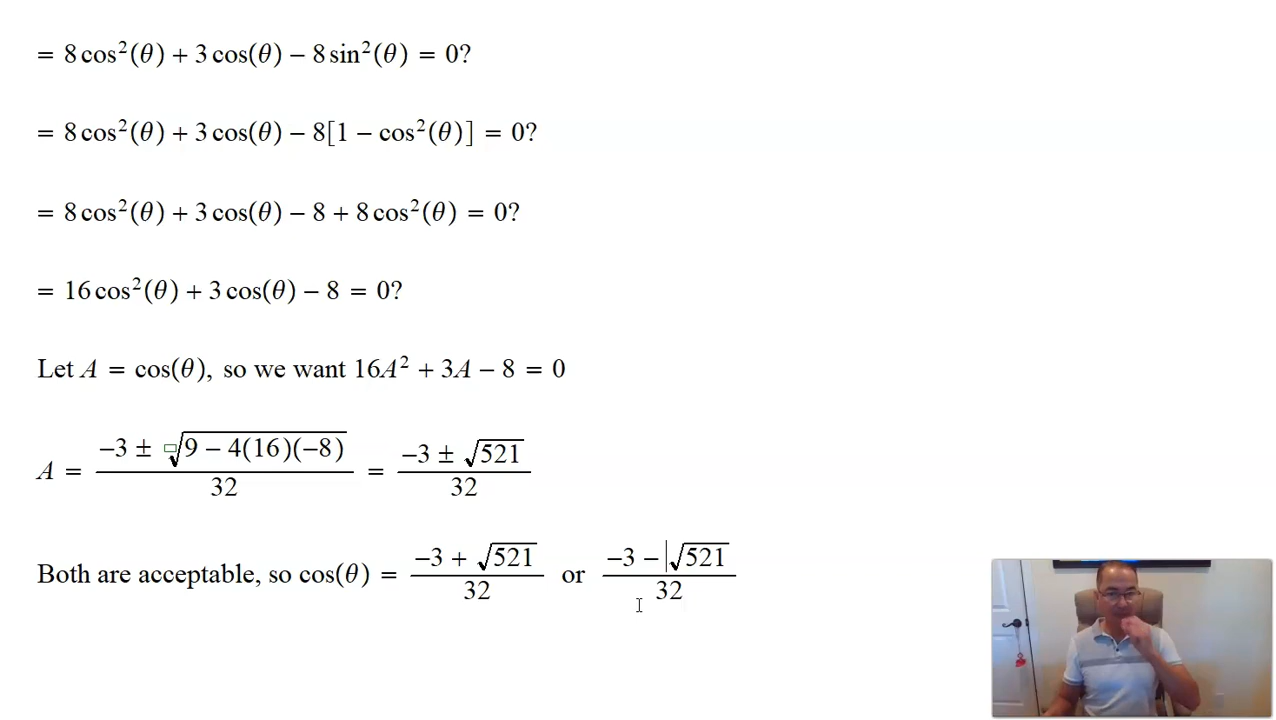 = 8 cos²(θ) + 3 cos(θ) − 8 sin²(θ) = 0?
= 8 cos²(θ) + 3 cos(θ) − 8[1 − cos²(θ)] = 0?
= 8 cos²(θ) + 3 cos(θ) − 8 + 8 cos²(θ) = 0?
= 16 cos²(θ) + 3 cos(θ) − 8 = 0?
Let A = cos(θ), so we want 16A² + 3A − 8 = 0
A = (−3 ± √(9 − 4(16)(−8)))/32 = (−3 ± √521)/32
Both are acceptable, so cos(θ) = (−3 + √521)/32 or (−3 − √521)/32